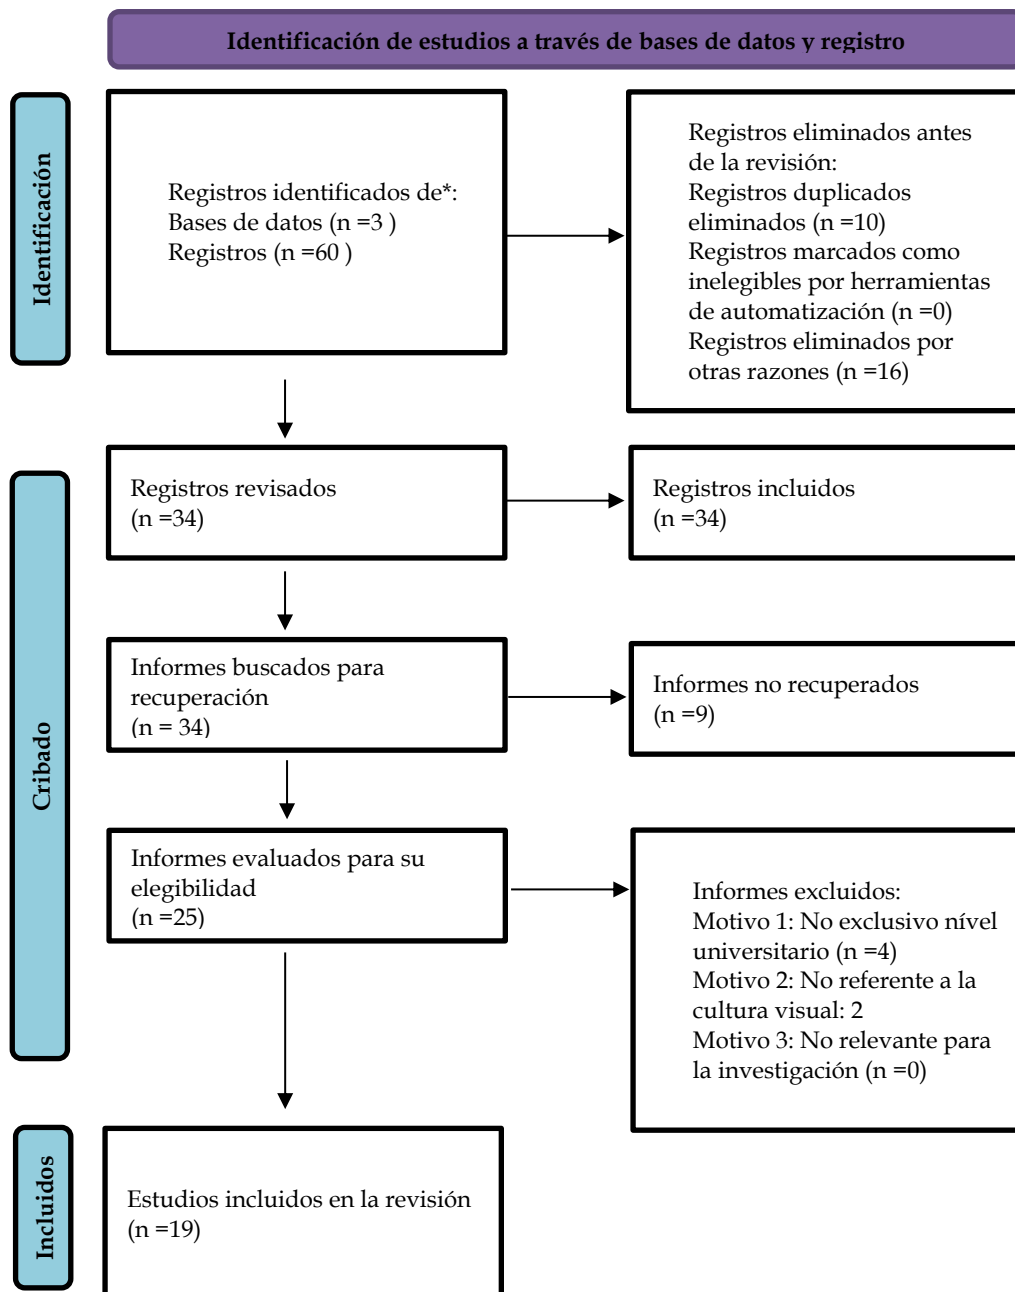 Identificación de estudios a través de bases de datos y registro
Identificación
Registros identificados de*:
Bases de datos (n =3 )
Registros (n =60 )
Registros eliminados antes
de la revisión:
Registros duplicados
eliminados (n =10)
Registros marcados como
inelegibles por herramientas
de automatización (n =0)
Registros eliminados por
otras razones (n =16)
Cribado
Registros revisados
(n =34)
Registros incluidos
(n =34)
Informes buscados para
recuperación
(n = 34)
Informes no recuperados
(n =9)
Informes evaluados para su
elegibilidad
(n =25)
Informes excluidos:
Motivo 1: No exclusivo nível
universitario (n =4)
Motivo 2: No referente a la
cultura visual: 2
Motivo 3: No relevante para
la investigación (n =0)
Incluidos
Estudios incluidos en la revisión
(n =19)